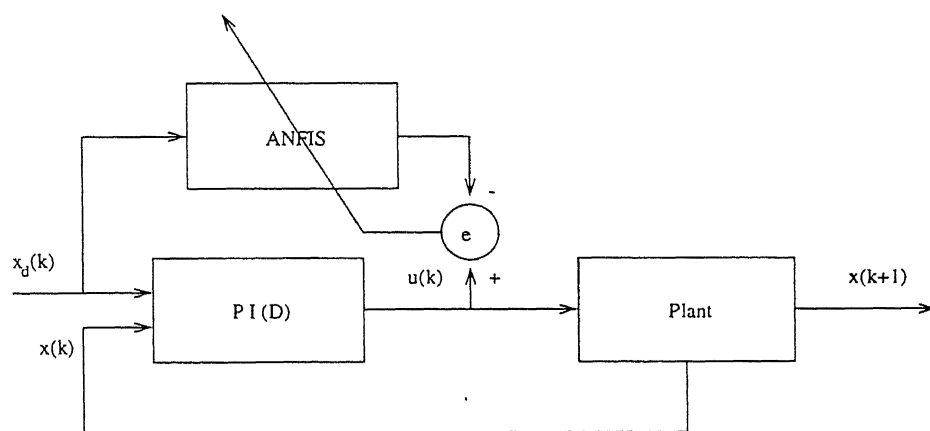 ANFIS
-
e
x_d(k)
u(k)
+
x(k+1)
P I (D)
Plant
x(k)